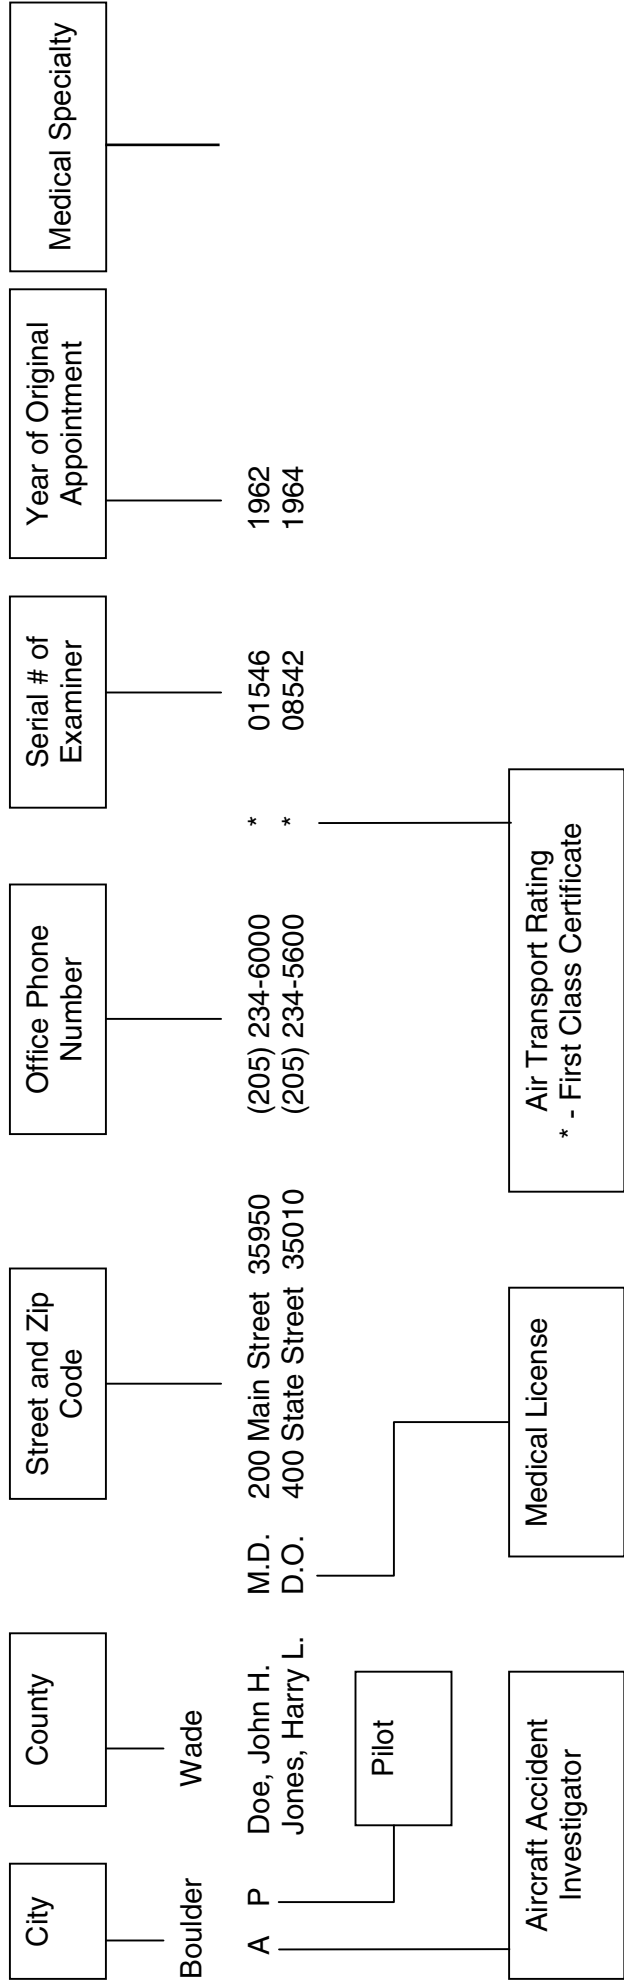 City
County
Street and Zip
Code
Office Phone
Number
Serial # of
Examiner
Year of Original
Appointment
Medical Specialty
Boulder Wade
A P Doe, John H. M.D. 200 Main Street 35950 (205) 234-6000 * 01546 1962
Jones, Harry L. D.O. 400 State Street 35010 (205) 234-5600 * 08542 1964
Pilot
Aircraft Accident
Investigator
Medical License
Air Transport Rating
* - First Class Certificate